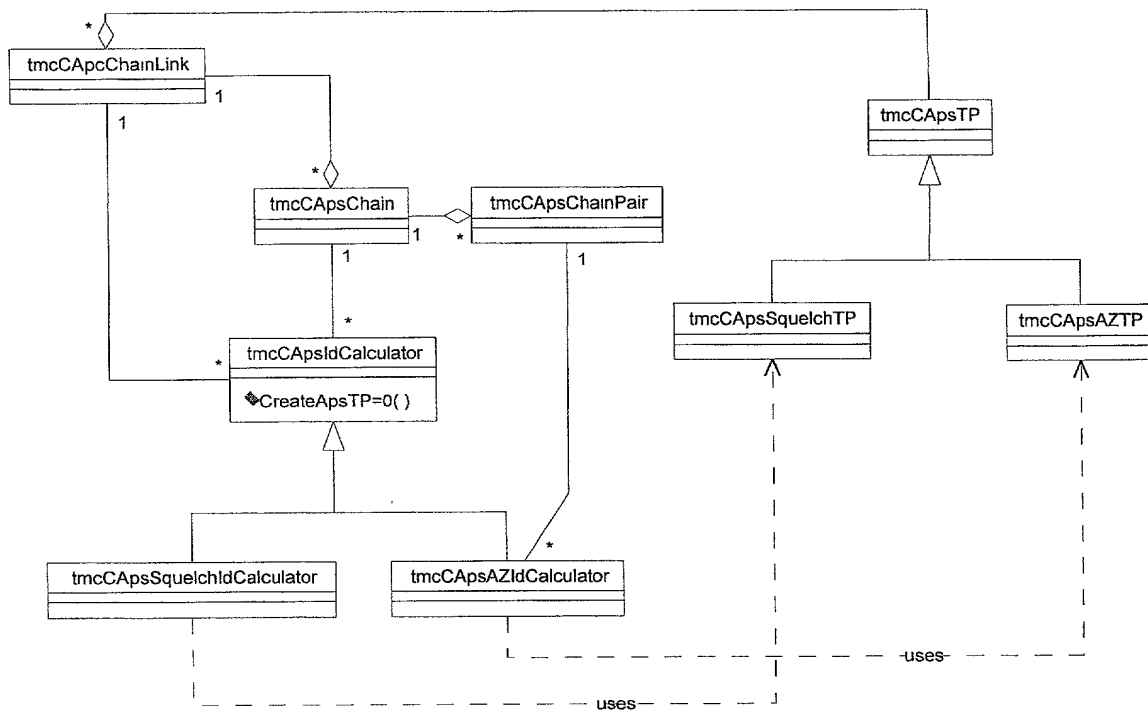 *
tmcCApcChainLink
1
1
tmcCApsTP
*
tmcCApsChain
tmcCApsChainPair
1
*
1
1
tmcCApsSquelchTP
tmcCApsAZTP
*
tmcCApsIdCalculator
*
CreateApsTP=0( )
*
tmcCApsSquelchIdCalculator
tmcCApsAZIdCalculator
uses
uses